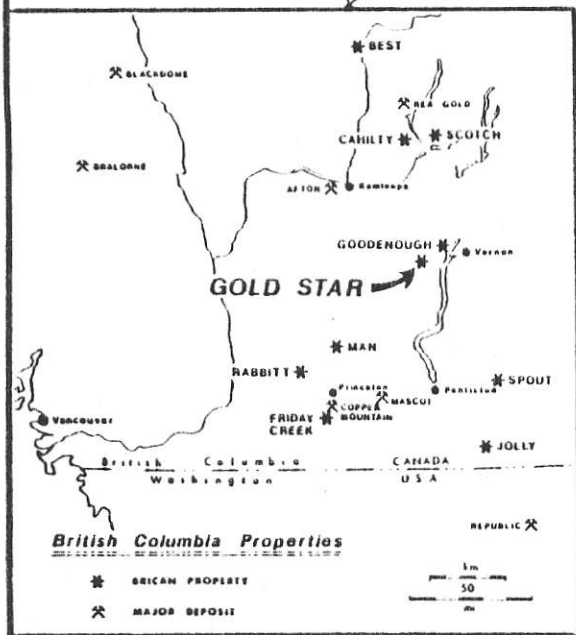 BEST
BLACKDOME
REA GOLD
CAHILTY
SCOTCH
BRALORNE
AFTON
Kamloops
GOODENOUGH
Vernon
GOLD STAR
MAN
RABBITT
Princeton
Penticton
SPOUT
MASCOT
COPPER
MOUNTAIN
FRIDAY
CREEK
Vancouver
JOLLY
British Columbia CANADA
Washington USA
REPUBLIC
British Columbia Properties
BRICAN PROPERTY
MAJOR DEPOSIT
km
50
mi